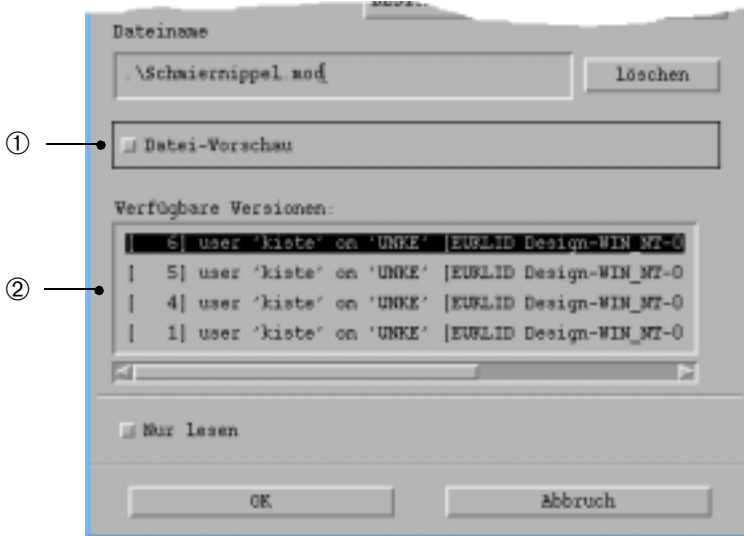 Dateiname
.\Schmiernippel.mod
löschen
① Datei-Vorschau
Verfügbare Versionen:
[ 6] user 'kiste' on 'UNKE' [EUKLID Design-WIN_NT-0
② [ 5] user 'kiste' on 'UNKE' [EUKLID Design-WIN_NT-0
[ 4] user 'kiste' on 'UNKE' [EUKLID Design-WIN_NT-0
[ 1] user 'kiste' on 'UNKE' [EUKLID Design-WIN_NT-0
Nur lesen
OK
Abbruch